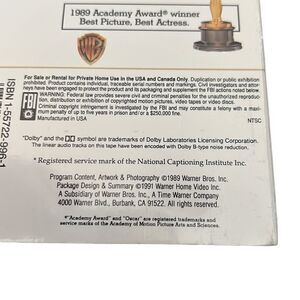 1989 Academy Award® winner
Best Picture, Best Actress.
For Sale or Rental for Private Home Use in the USA and Canada Only. Duplication or public exhibition
prohibited. Product contains individual, traceable serial numbers and markings. Civil investigators and attor-
neys have been engaged to protect the product and its packaging and supplement the FBI actions noted below.
WARNING: Federal law provides severe civil and criminal penalties for the unauthorized reproduc-
tion, distribution or exhibition of copyrighted motion pictures, video tapes or video discs.
Criminal copyright infringement is investigated by the FBI and may constitute a felony with a
maximum penalty of up to five years in prison and/or a $250,000 fine.
Manufactured in USA
NTSC
FBI
ISBN 1-55722-996-1
"Dolby" and the symbol are trademarks of Dolby Laboratories Licensing Corporation.
The linear audio tracks on this tape have been encoded with Dolby B-type noise reduction.
* Registered service mark of the National Captioning Institute Inc.
Program Content, Artwork & Photography ©1989 Warner Bros. Inc.
Package Design & Summary ©1991 Warner Home Video Inc.
A Subsidiary of Warner Bros. Inc., A Time Warner Company
4000 Warner Blvd., Burbank, CA 91522. All rights reserved.
"Academy Award" and "Oscar" are registered trademarks and
service marks of the Academy of Motion Picture Arts and Sciences.